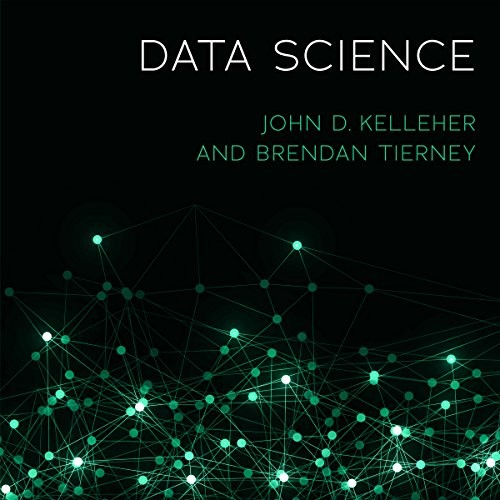 DATA SCIENCE
JOHN D. KELLEHER
AND BRENDAN TIERNEY